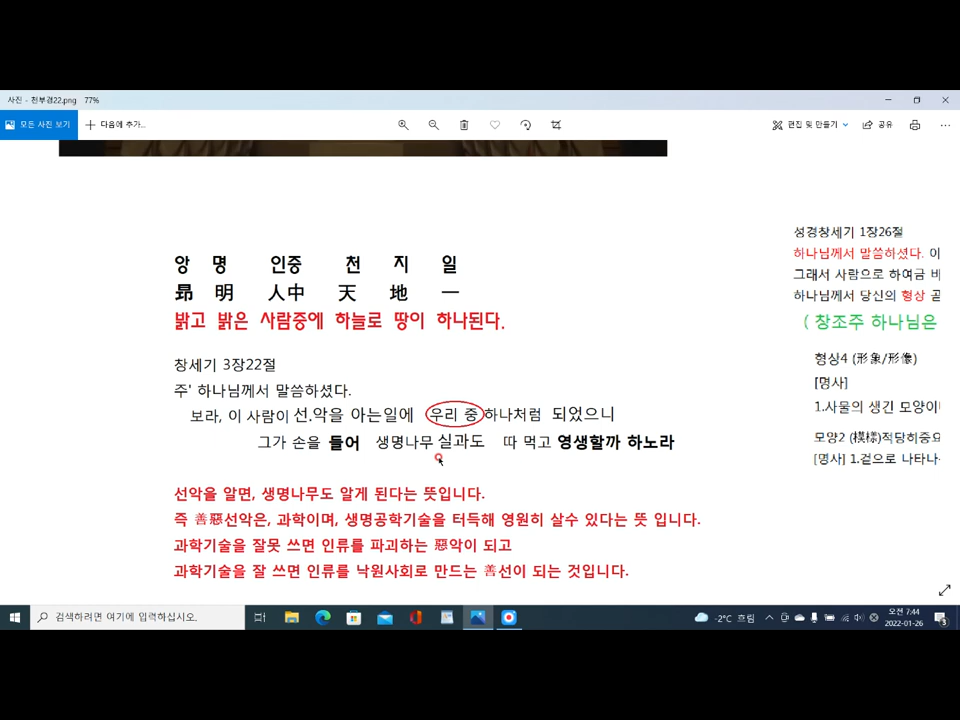 사진 - 천부경22.png 77%
모든 사진 보기
다음에 추가...
편집 및 만들기
공유
앙 명 인중 천 지 일
昻 明 人中 天 地 一
밝고 밝은 사람중에 하늘로 땅이 하나된다.
창세기 3장22절
주' 하나님께서 말씀하셨다.
보라, 이 사람이 선.악을 아는일에 우리 중 하나처럼 되었으니
그가 손을 들어 생명나무 실과도 따 먹고 영생할까 하노라
선악을 알면, 생명나무도 알게 된다는 뜻입니다.
즉 善惡선악은, 과학이며, 생명공학기술을 터득해 영원히 살수 있다는 뜻 입니다.
과학기술을 잘못 쓰면 인류를 파괴하는 惡악이 되고
과학기술을 잘 쓰면 인류를 낙원사회로 만드는 善선이 되는 것입니다.
성경창세기 1장26절
하나님께서 말씀하셨다. 이
그래서 사람으로 하여금 바
하나님께서 당신의 형상 곧
( 창조주 하나님은
형상4 (形象/形像)
[명사]
1.사물의 생긴 모양이
모양2 (模樣)적당히중요
[명사] 1.겉으로 나타나
검색하려면 여기에 입력하십시오.
-2°C 흐림
오전 7:44
2022-01-26
3